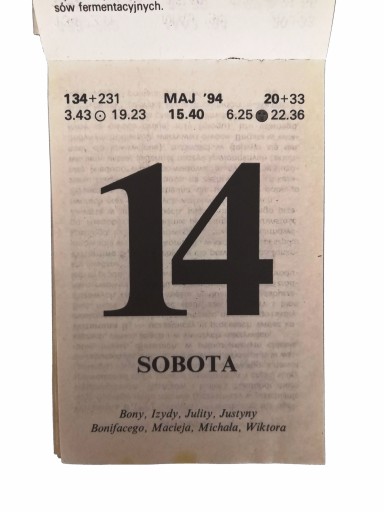 sów fermentacyjnych.
134+231 MAJ '94 20+33
3.43 ☉ 19.23 15.40 6.25 ● 22.36
14
SOBOTA
Bony, Izydy, Julity, Justyny
Bonifacego, Macieja, Michała, Wiktora